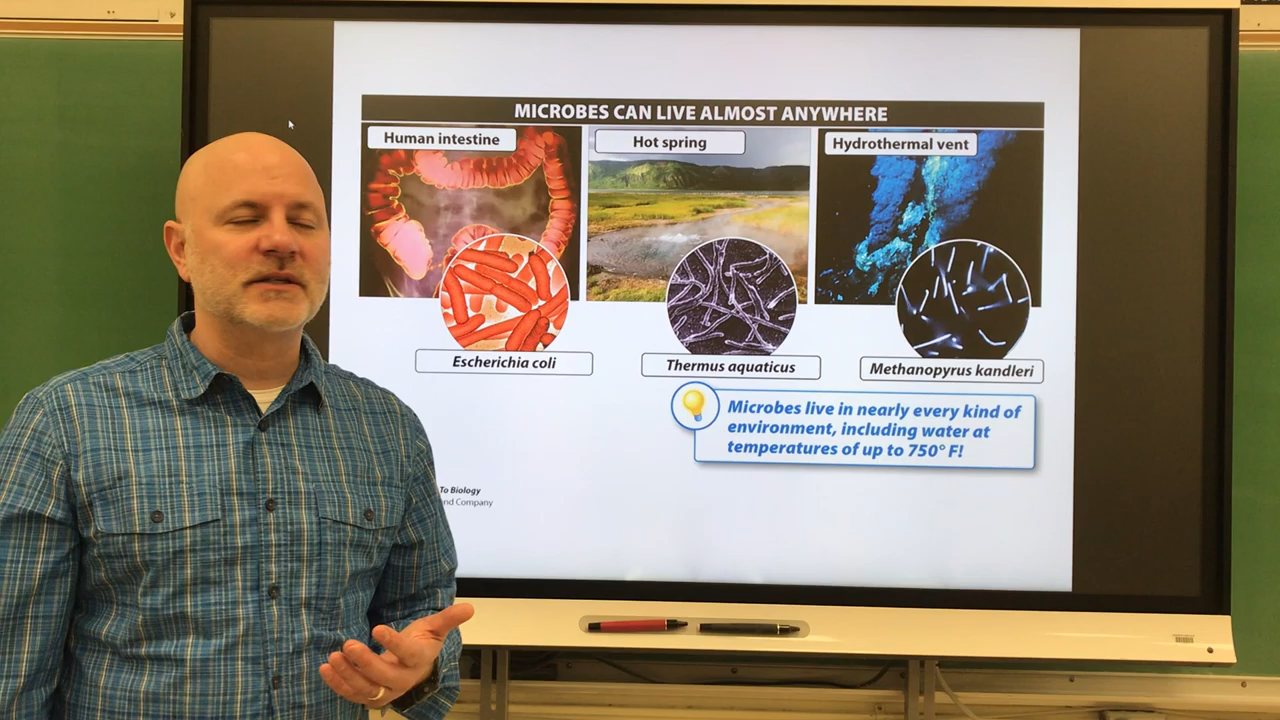 MICROBES CAN LIVE ALMOST ANYWHERE
Human intestine
Hot spring
Hydrothermal vent
Escherichia coli
Thermus aquaticus
Methanopyrus kandleri
Microbes live in nearly every kind of
environment, including water at
temperatures of up to 750° F!
To Biology
and Company